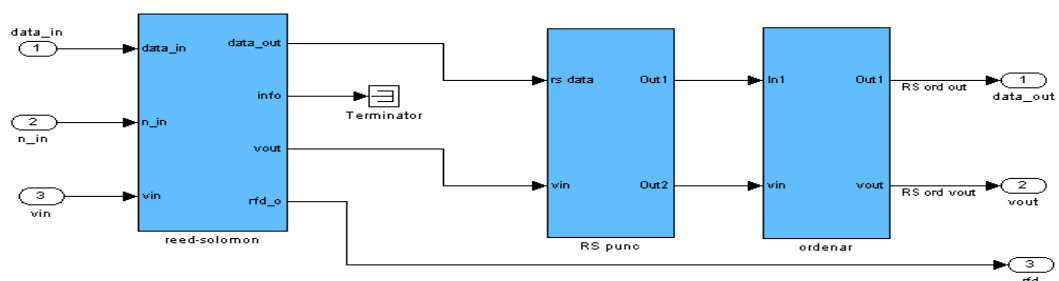 data_in
1
data_in
data_out
2
n_in
n_in
info
Terminator
3
vin
vin
vout
rfd_o
reed-solomon
rs data
Out1
vin
Out2
RS punc
In1
Out1
vin
vout
ordenar
RS ord out
1
data_out
RS ord vout
2
vout
3
rfd